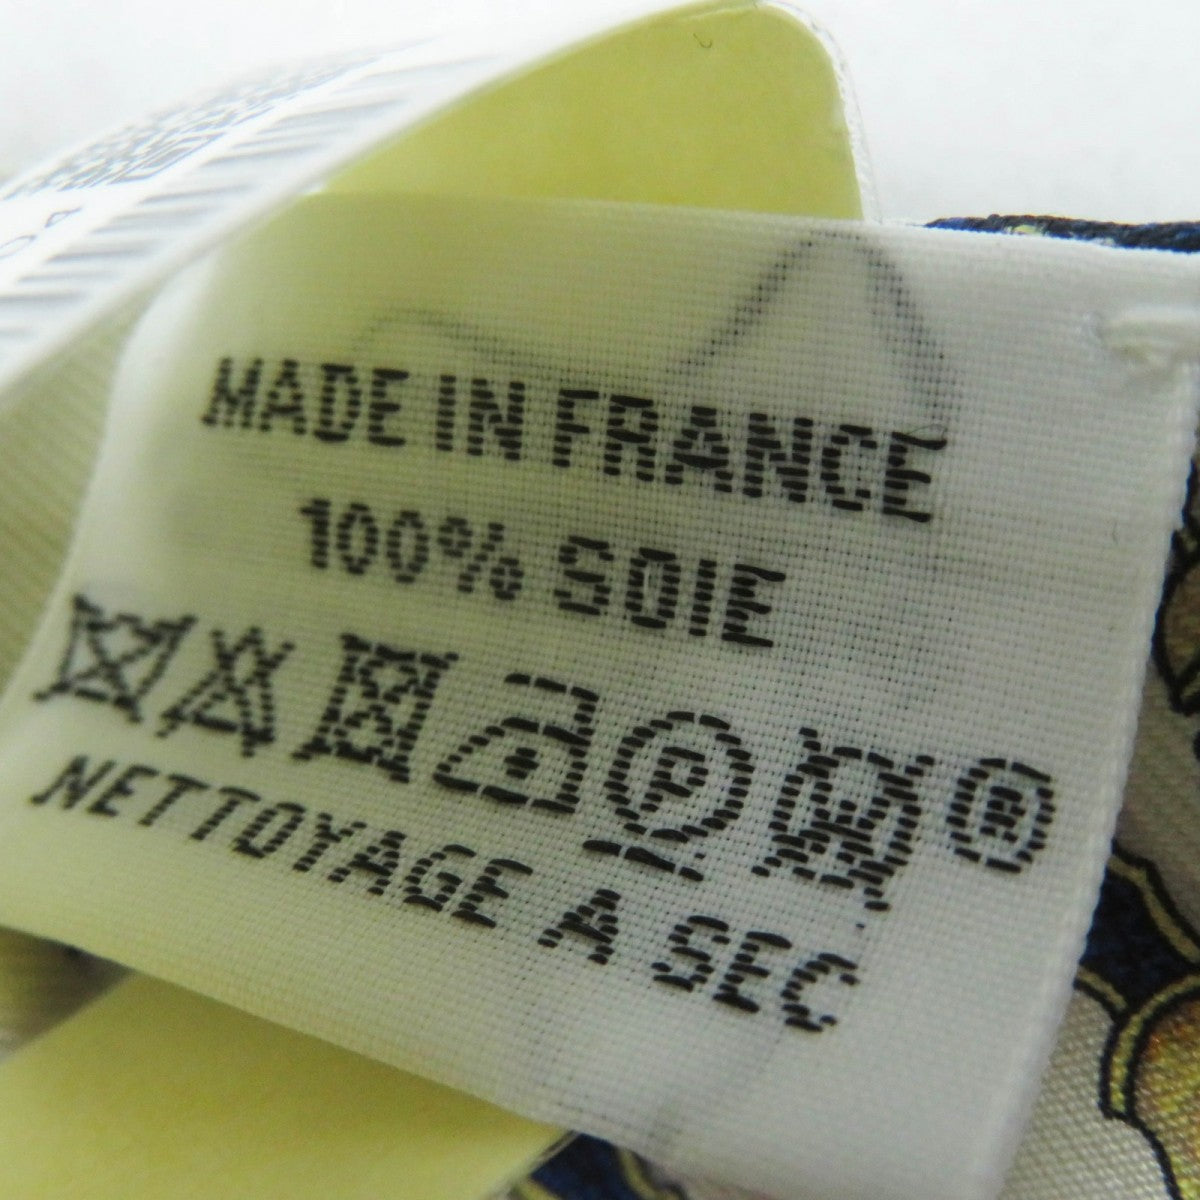 MADE IN FRANCE
100% SOIE
P ®
NETTOYAGE A SEC